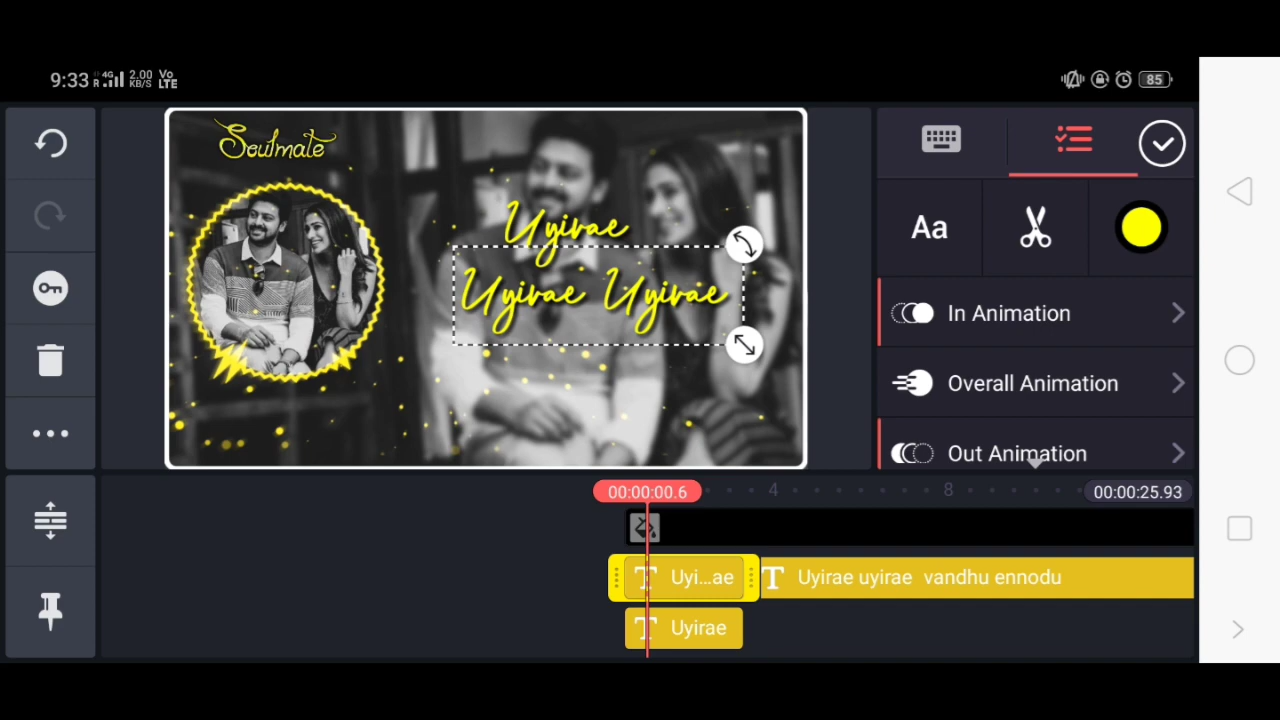 9:33 R 4G 2.00 KB/S Vo LTE
85
Soulmate
Uyirae
Uyirae Uyirae
Aa
In Animation
Overall Animation
Out Animation
00:00:00.6
4
8
00:00:25.93
T Uyi...ae
T Uyirae uyirae vandhu ennodu
T Uyirae